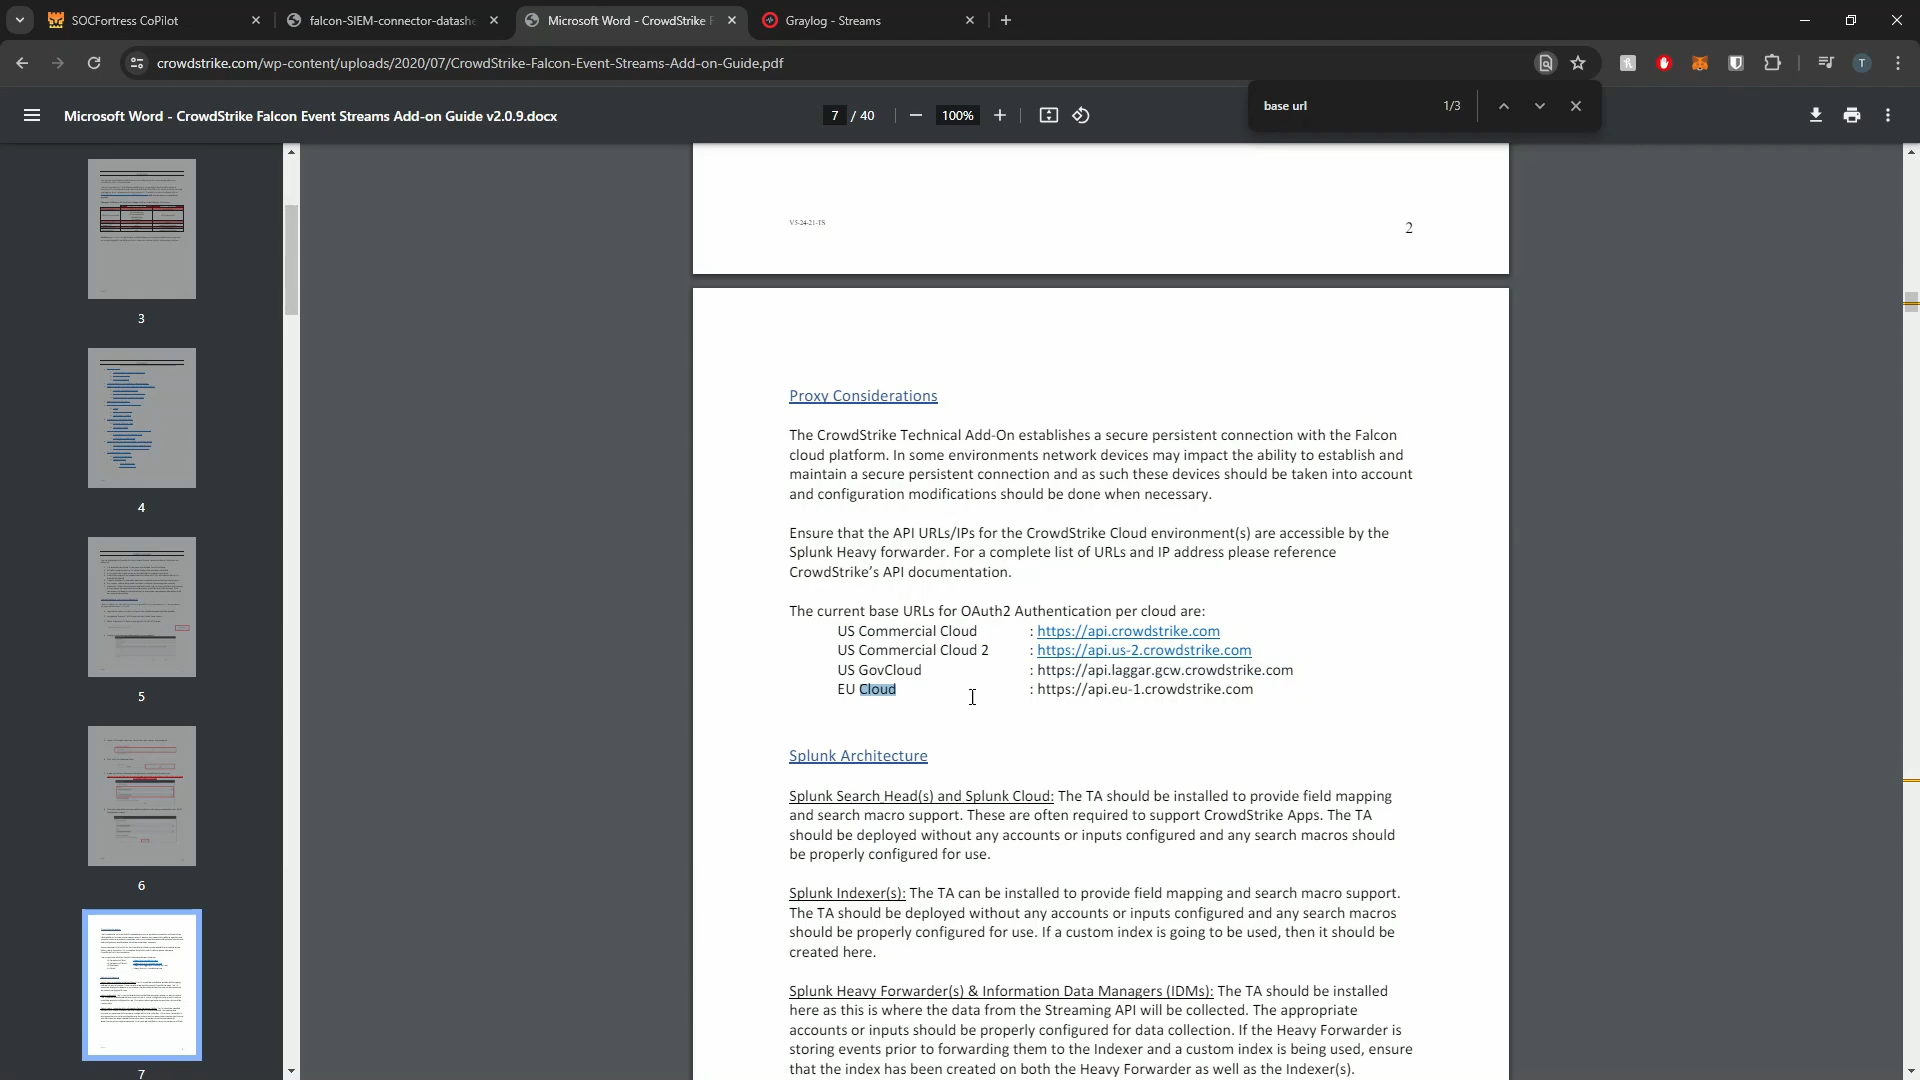 SOCFortress CoPilot
falcon-SIEM-connector-datashe
Microsoft Word - CrowdStrike F
Graylog - Streams
crowdstrike.com/wp-content/uploads/2020/07/CrowdStrike-Falcon-Event-Streams-Add-on-Guide.pdf
T
base url 1/3
Microsoft Word - CrowdStrike Falcon Event Streams Add-on Guide v2.0.9.docx
7 / 40
100%
3
4
5
6
7
V5-24-21-TS
2
Proxy Considerations
The CrowdStrike Technical Add-On establishes a secure persistent connection with the Falcon
cloud platform. In some environments network devices may impact the ability to establish and
maintain a secure persistent connection and as such these devices should be taken into account
and configuration modifications should be done when necessary.
Ensure that the API URLs/IPs for the CrowdStrike Cloud environment(s) are accessible by the
Splunk Heavy forwarder. For a complete list of URLs and IP address please reference
CrowdStrike’s API documentation.
The current base URLs for OAuth2 Authentication per cloud are:
US Commercial Cloud : https://api.crowdstrike.com
US Commercial Cloud 2 : https://api.us-2.crowdstrike.com
US GovCloud : https://api.laggar.gcw.crowdstrike.com
EU Cloud : https://api.eu-1.crowdstrike.com
Splunk Architecture
Splunk Search Head(s) and Splunk Cloud: The TA should be installed to provide field mapping
and search macro support. These are often required to support CrowdStrike Apps. The TA
should be deployed without any accounts or inputs configured and any search macros should
be properly configured for use.
Splunk Indexer(s): The TA can be installed to provide field mapping and search macro support.
The TA should be deployed without any accounts or inputs configured and any search macros
should be properly configured for use. If a custom index is going to be used, then it should be
created here.
Splunk Heavy Forwarder(s) & Information Data Managers (IDMs): The TA should be installed
here as this is where the data from the Streaming API will be collected. The appropriate
accounts or inputs should be properly configured for data collection. If the Heavy Forwarder is
storing events prior to forwarding them to the Indexer and a custom index is being used, ensure
that the index has been created on both the Heavy Forwarder as well as the Indexer(s).